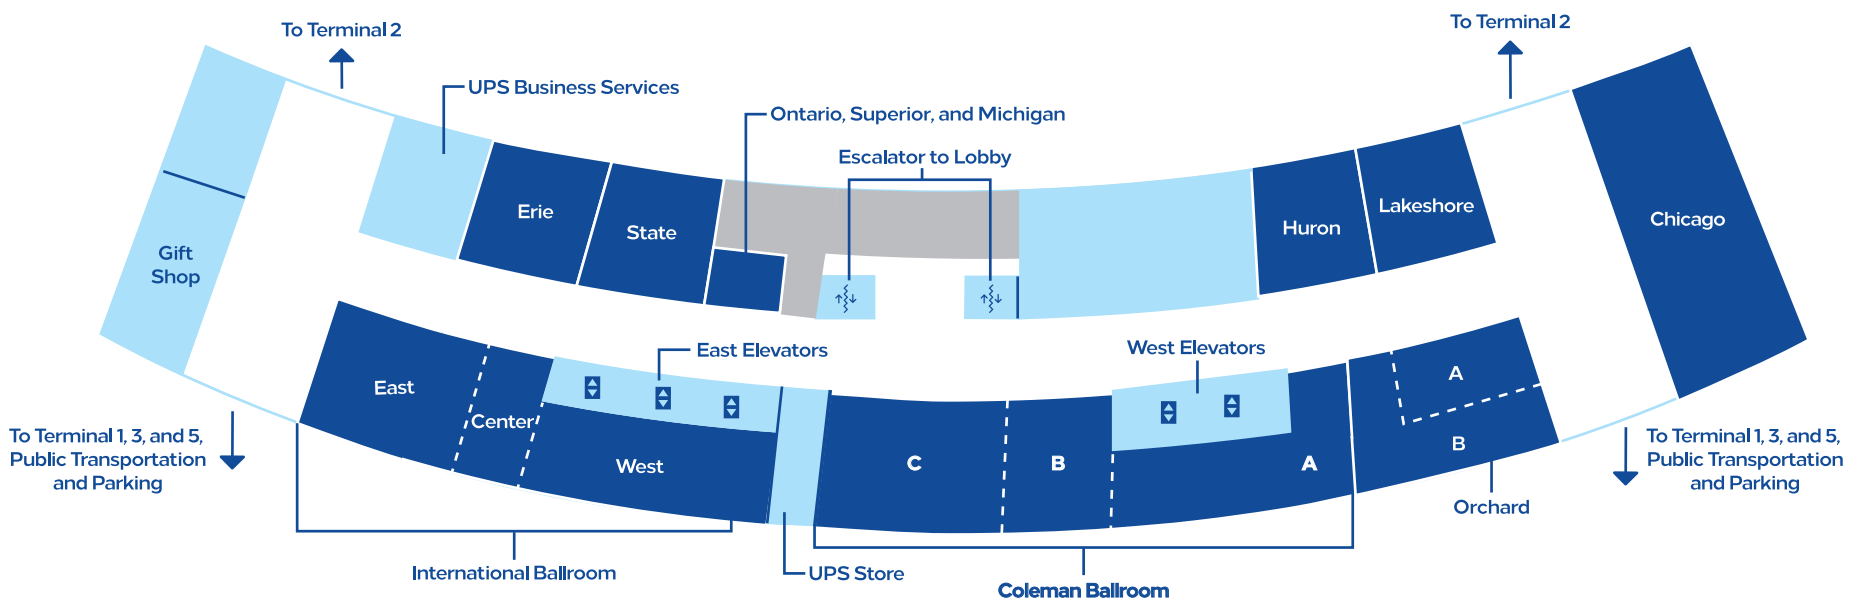 To Terminal 2
To Terminal 2
UPS Business Services
Ontario, Superior, and Michigan
Escalator to Lobby
Erie
State
Huron
Lakeshore
Chicago
Gift
Shop
East Elevators
West Elevators
East
Center
West
C
B
A
A
B
To Terminal 1, 3, and 5,
Public Transportation
and Parking
To Terminal 1, 3, and 5,
Public Transportation
and Parking
Orchard
International Ballroom
UPS Store
Coleman Ballroom